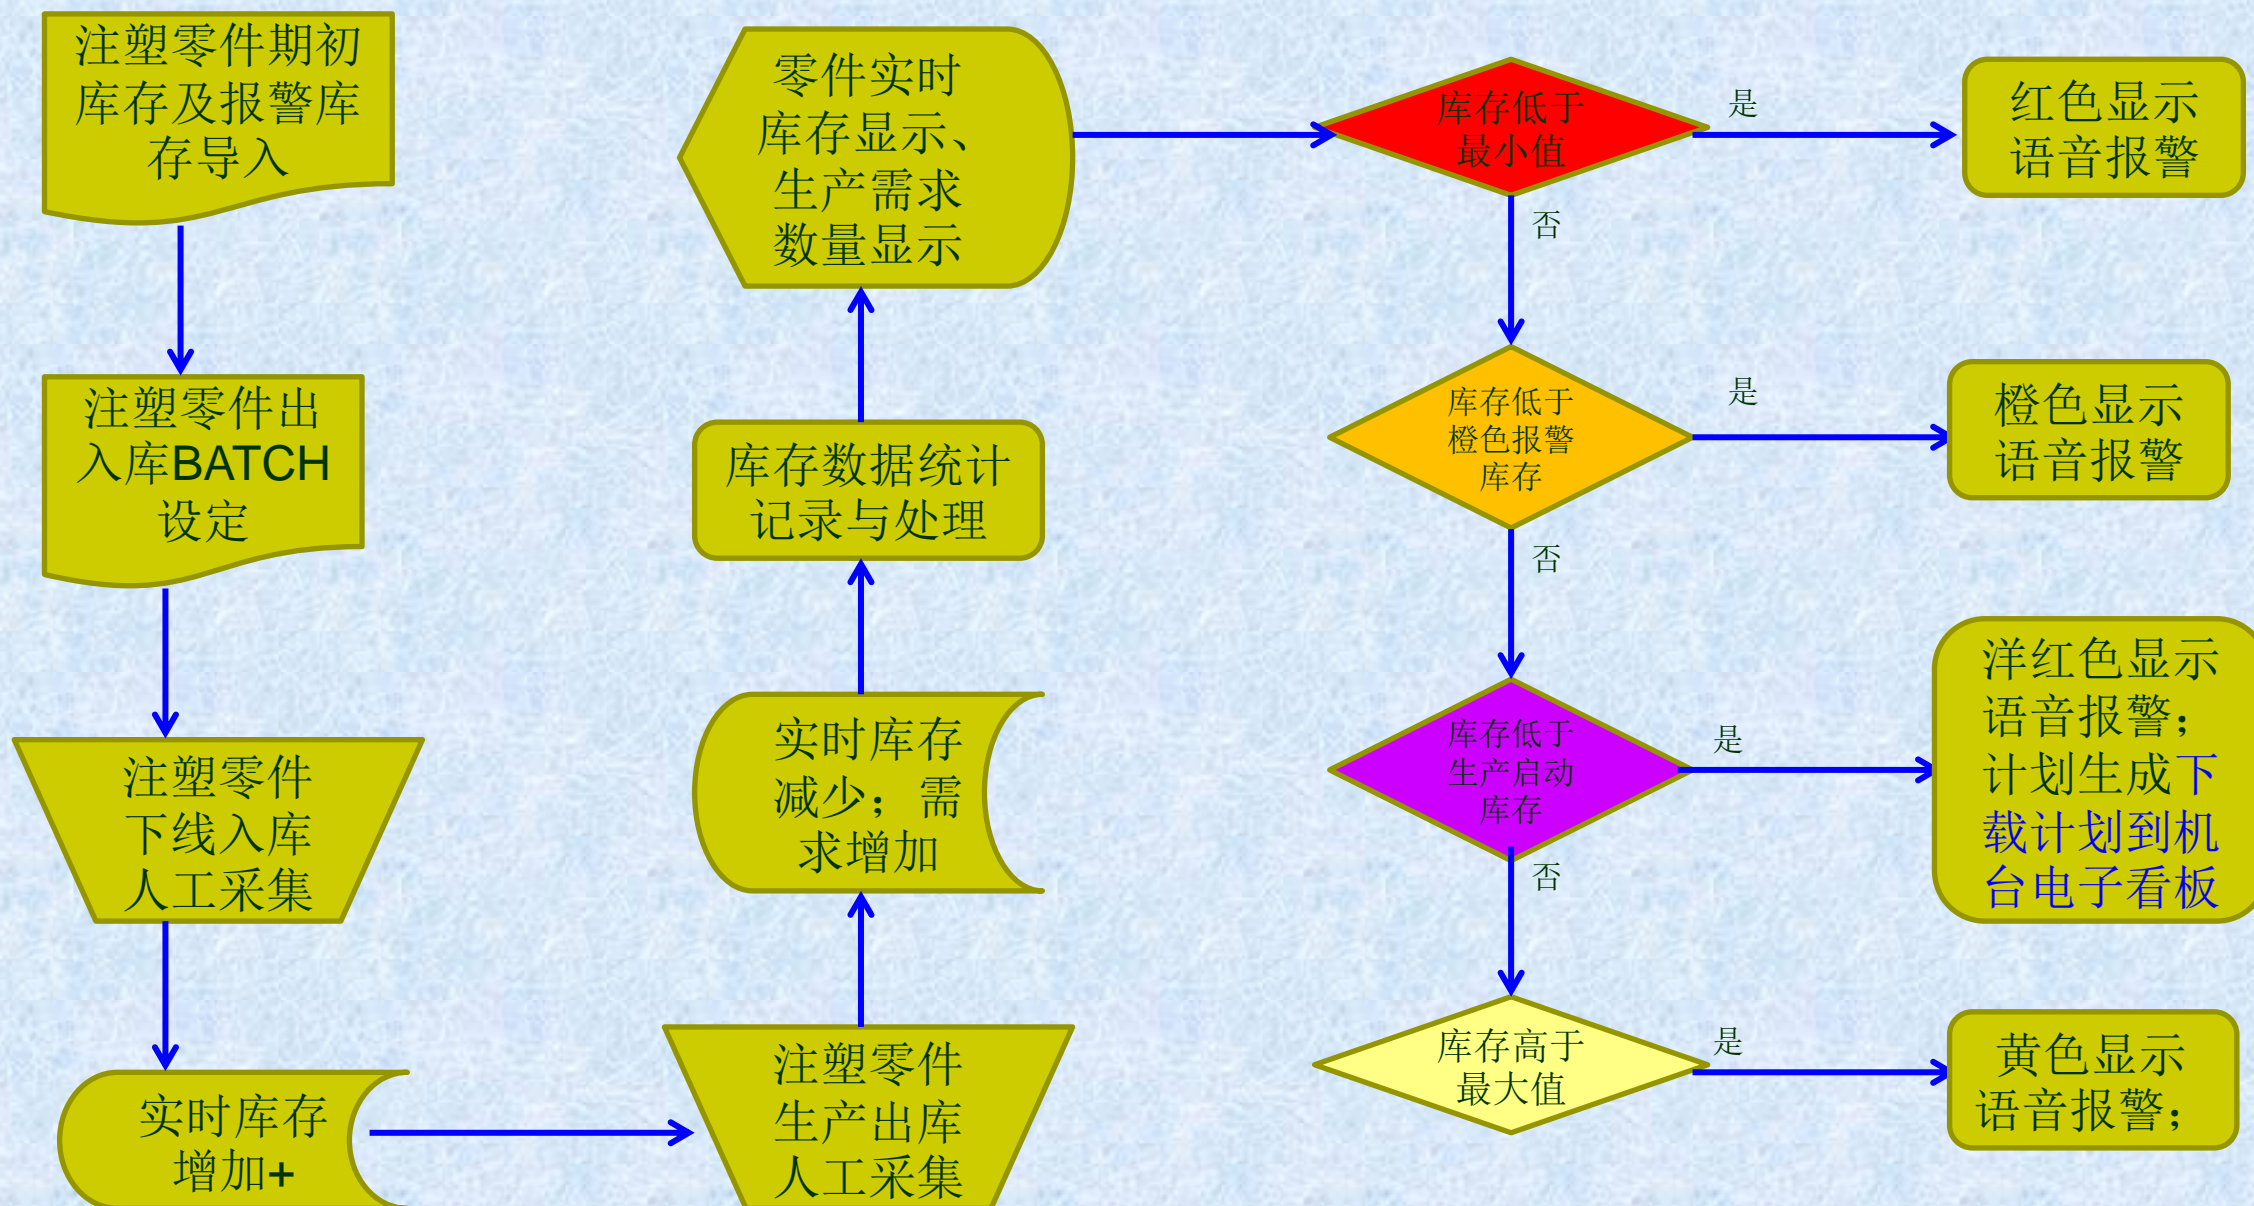 注塑零件期初
库存及报警库
存导入
注塑零件出
入库BATCH
设定
注塑零件
下线入库
人工采集
实时库存
增加+
注塑零件
生产出库
人工采集
实时库存
减少；需
求增加
库存数据统计
记录与处理
零件实时
库存显示、
生产需求
数量显示
库存低于
最小值
是
红色显示
语音报警
否
库存低于
橙色报警
库存
是
橙色显示
语音报警
否
库存低于
生产启动
库存
是
洋红色显示
语音报警；
计划生成下
载计划到机
台电子看板
否
库存高于
最大值
是
黄色显示
语音报警；